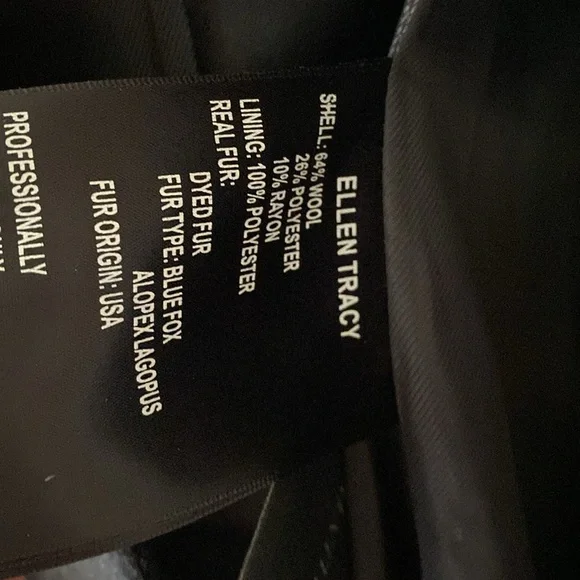 ELLEN TRACY
SHELL: 64% WOOL
26% POLYESTER
10% RAYON
LINING: 100% POLYESTER
REAL FUR:
DYED FUR
FUR TYPE: BLUE FOX
ALOPEX LAGOPUS
FUR ORIGIN: USA
PROFESSIONALLY